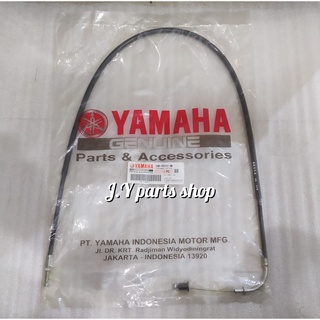 YAMAHA
GENUINE
Parts & Accessories
J.Y parts shop
PT. YAMAHA INDONESIA MOTOR MFG.
JL. DR. KRT. Radjiman Widyodiningrat
JAKARTA - INDONESIA 13920